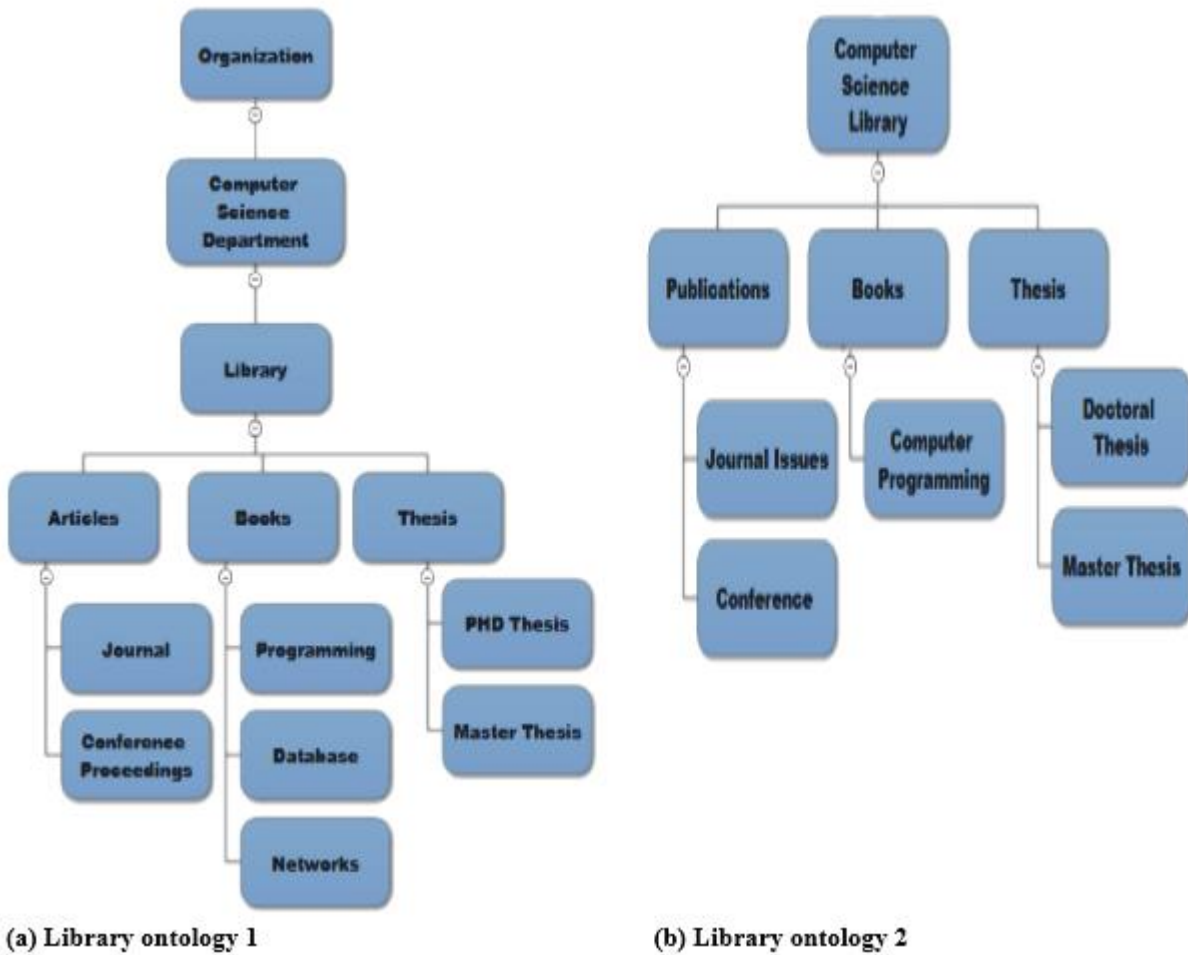 Organization
Computer
Science
Department
Library
Articles
Books
Thesis
Journal
Conference
Proceedings
Programming
Database
Networks
PHD Thesis
Master Thesis
(a) Library ontology 1
Computer
Science
Library
Publications
Books
Thesis
Journal Issues
Conference
Computer
Programming
Doctoral
Thesis
Master Thesis
(b) Library ontology 2